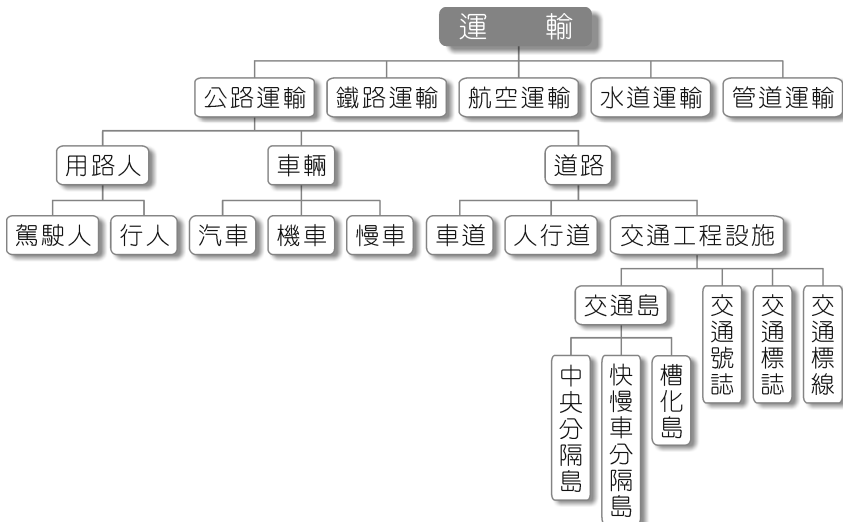 運輸
公路運輸
鐵路運輸
航空運輸
水道運輸
管道運輸
用路人
車輛
道路
駕駛人
行人
汽車
機車
慢車
車道
人行道
交通工程設施
交通島
交通號誌
交通標誌
交通標線
中央分隔島
快慢車分隔島
槽化島